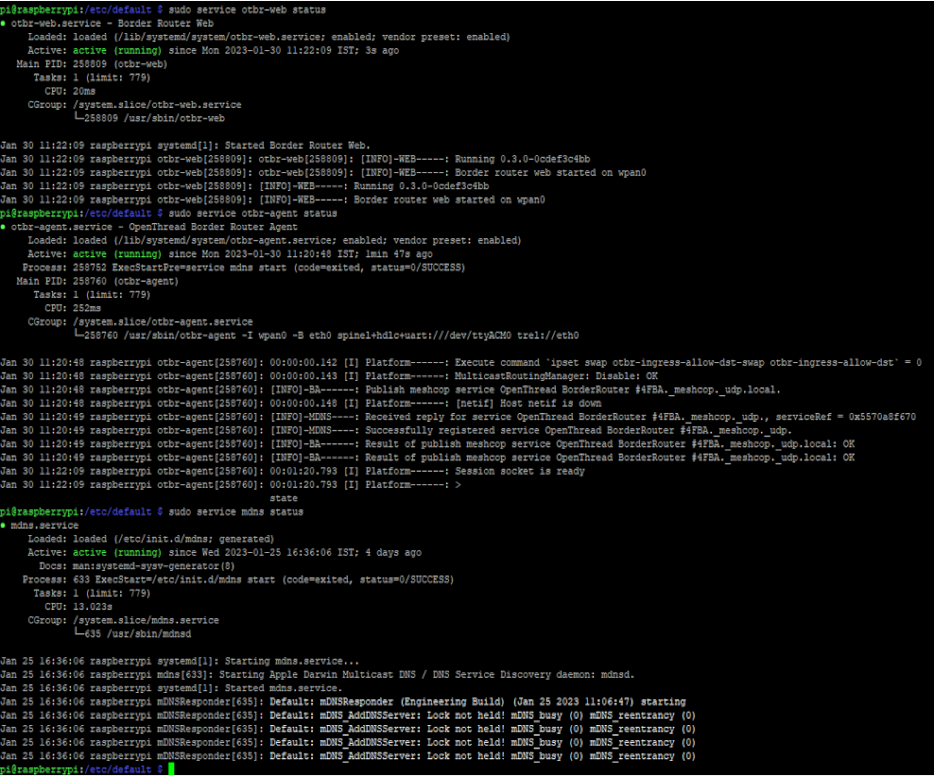 pi@raspberrypi:/etc/default $ sudo service otbr-web status
● otbr-web.service - Border Router Web
Loaded: loaded (/lib/systemd/system/otbr-web.service; enabled; vendor preset: enabled)
Active: active (running) since Mon 2023-01-30 11:22:09 IST; 3s ago
Main PID: 258809 (otbr-web)
Tasks: 1 (limit: 779)
CPU: 20ms
CGroup: /system.slice/otbr-web.service
└─258809 /usr/sbin/otbr-web
Jan 30 11:22:09 raspberrypi systemd[1]: Started Border Router Web.
Jan 30 11:22:09 raspberrypi otbr-web[258809]: otbr-web[258809]: [INFO]-WEB-----: Running 0.3.0-0cdef3c4bb
Jan 30 11:22:09 raspberrypi otbr-web[258809]: otbr-web[258809]: [INFO]-WEB-----: Border router web started on wpan0
Jan 30 11:22:09 raspberrypi otbr-web[258809]: [INFO]-WEB-----: Running 0.3.0-0cdef3c4bb
Jan 30 11:22:09 raspberrypi otbr-web[258809]: [INFO]-WEB-----: Border router web started on wpan0
pi@raspberrypi:/etc/default $ sudo service otbr-agent status
● otbr-agent.service - OpenThread Border Router Agent
Loaded: loaded (/lib/systemd/system/otbr-agent.service; enabled; vendor preset: enabled)
Active: active (running) since Mon 2023-01-30 11:20:48 IST; 1min 47s ago
Process: 258752 ExecStartPre=service mdns start (code=exited, status=0/SUCCESS)
Main PID: 258760 (otbr-agent)
Tasks: 1 (limit: 779)
CPU: 252ms
CGroup: /system.slice/otbr-agent.service
└─258760 /usr/sbin/otbr-agent -I wpan0 -B eth0 spinel+hdlc+uart:///dev/ttyACM0 trel://eth0
Jan 30 11:20:48 raspberrypi otbr-agent[258760]: 00:00:00.142 [I] Platform------: Execute command `ipset swap otbr-ingress-allow-dst-swap otbr-ingress-allow-dst` = 0
Jan 30 11:20:48 raspberrypi otbr-agent[258760]: 00:00:00.143 [I] Platform------: MulticastRoutingManager: Disable: OK
Jan 30 11:20:48 raspberrypi otbr-agent[258760]: [INFO]-BA------: Publish meshcop service OpenThread BorderRouter #4FBA._meshcop._udp.local.
Jan 30 11:20:48 raspberrypi otbr-agent[258760]: 00:00:00.148 [I] Platform------: [netif] Host netif is down
Jan 30 11:20:49 raspberrypi otbr-agent[258760]: [INFO]-MDNS----: Received reply for service OpenThread BorderRouter #4FBA._meshcop._udp., serviceRef = 0x5570a8f670
Jan 30 11:20:49 raspberrypi otbr-agent[258760]: [INFO]-MDNS----: Successfully registered service OpenThread BorderRouter #4FBA._meshcop._udp.
Jan 30 11:20:49 raspberrypi otbr-agent[258760]: [INFO]-BA------: Result of publish meshcop service OpenThread BorderRouter #4FBA._meshcop._udp.local: OK
Jan 30 11:20:49 raspberrypi otbr-agent[258760]: [INFO]-BA------: Result of publish meshcop service OpenThread BorderRouter #4FBA._meshcop._udp.local: OK
Jan 30 11:22:09 raspberrypi otbr-agent[258760]: 00:01:20.793 [I] Platform------: Session socket is ready
Jan 30 11:22:09 raspberrypi otbr-agent[258760]: 00:01:20.793 [I] Platform------: >
state
pi@raspberrypi:/etc/default $ sudo service mdns status
● mdns.service
Loaded: loaded (/etc/init.d/mdns; generated)
Active: active (running) since Wed 2023-01-25 16:36:06 IST; 4 days ago
Docs: man:systemd-sysv-generator(8)
Process: 633 ExecStart=/etc/init.d/mdns start (code=exited, status=0/SUCCESS)
Tasks: 1 (limit: 779)
CPU: 13.023s
CGroup: /system.slice/mdns.service
└─635 /usr/sbin/mdnsd
Jan 25 16:36:06 raspberrypi systemd[1]: Starting mdns.service...
Jan 25 16:36:06 raspberrypi mdns[633]: Starting Apple Darwin Multicast DNS / DNS Service Discovery daemon: mdnsd.
Jan 25 16:36:06 raspberrypi systemd[1]: Started mdns.service.
Jan 25 16:36:06 raspberrypi mDNSResponder[635]: Default: mDNSResponder (Engineering Build) (Jan 25 2023 11:06:47) starting
Jan 25 16:36:06 raspberrypi mDNSResponder[635]: Default: mDNS_AddDNSServer: Lock not held! mDNS_busy (0) mDNS_reentrancy (0)
Jan 25 16:36:06 raspberrypi mDNSResponder[635]: Default: mDNS_AddDNSServer: Lock not held! mDNS_busy (0) mDNS_reentrancy (0)
Jan 25 16:36:06 raspberrypi mDNSResponder[635]: Default: mDNS_AddDNSServer: Lock not held! mDNS_busy (0) mDNS_reentrancy (0)
Jan 25 16:36:06 raspberrypi mDNSResponder[635]: Default: mDNS_AddDNSServer: Lock not held! mDNS_busy (0) mDNS_reentrancy (0)
pi@raspberrypi:/etc/default $